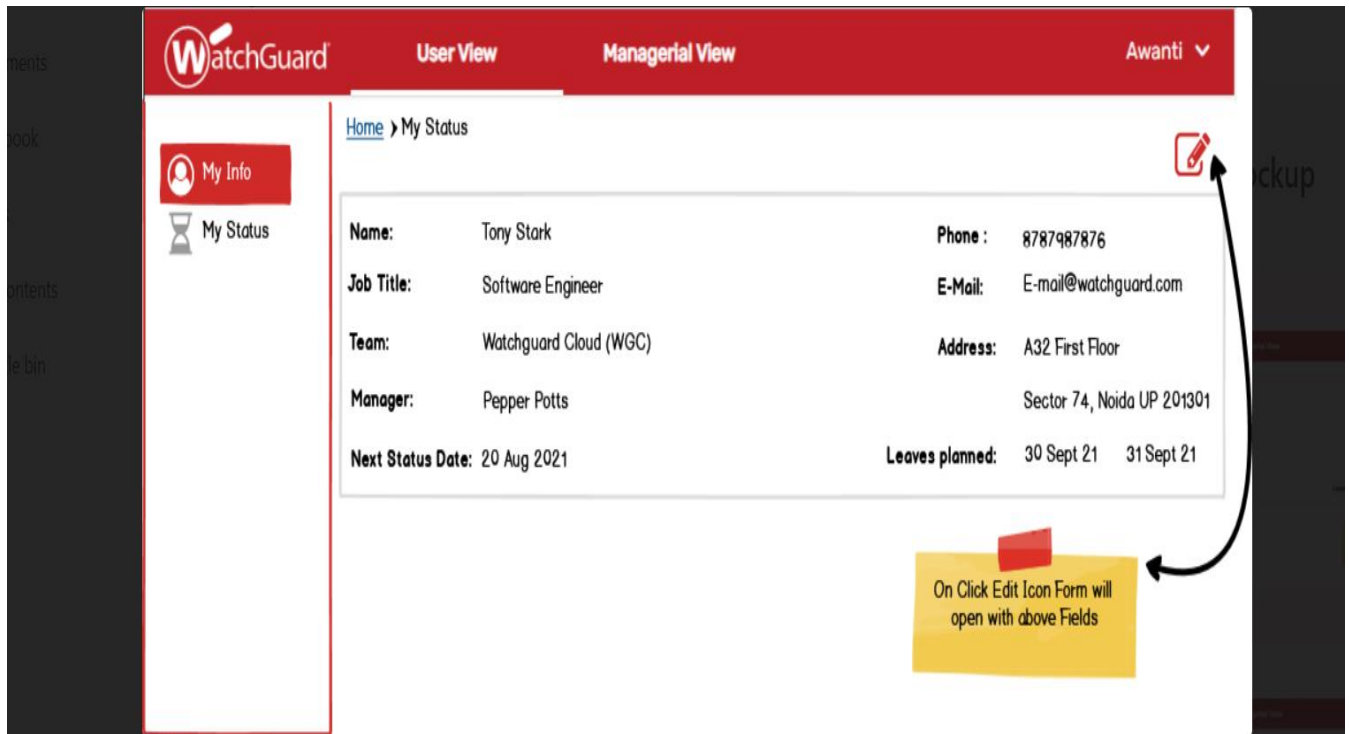 WatchGuard User View Managerial View Awanti
Home > My Status
My Info
My Status
Name: Tony Stark Phone : 8787987876
Job Title: Software Engineer E-Mail: E-mail@watchguard.com
Team: Watchguard Cloud (WGC) Address: A32 First Floor
Manager: Pepper Potts Sector 74, Noida UP 201301
Next Status Date: 20 Aug 2021 Leaves planned: 30 Sept 21 31 Sept 21
On Click Edit Icon Form will
open with above Fields
ments
book
ockup
ontents
le bin